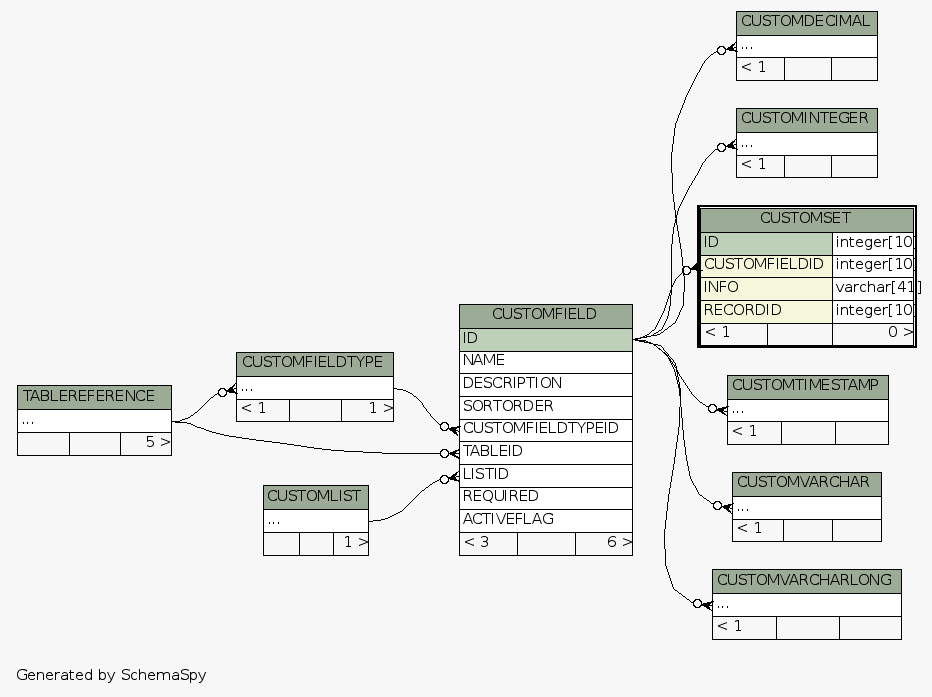 CUSTOMDECIMAL
...
< 1
CUSTOMINTEGER
...
< 1
CUSTOMSET
ID integer[10]
CUSTOMFIELDID integer[10]
INFO varchar[41]
RECORDID integer[10]
< 1 0 >
CUSTOMFIELD
ID
NAME
DESCRIPTION
SORTORDER
CUSTOMFIELDTYPEID
TABLEID
LISTID
REQUIRED
ACTIVEFLAG
< 3 6 >
CUSTOMFIELDTYPE
...
< 1 1 >
TABLEREFERENCE
...
5 >
CUSTOMLIST
...
1 >
CUSTOMTIMESTAMP
...
< 1
CUSTOMVARCHAR
...
< 1
CUSTOMVARCHARLONG
...
< 1
Generated by SchemaSpy